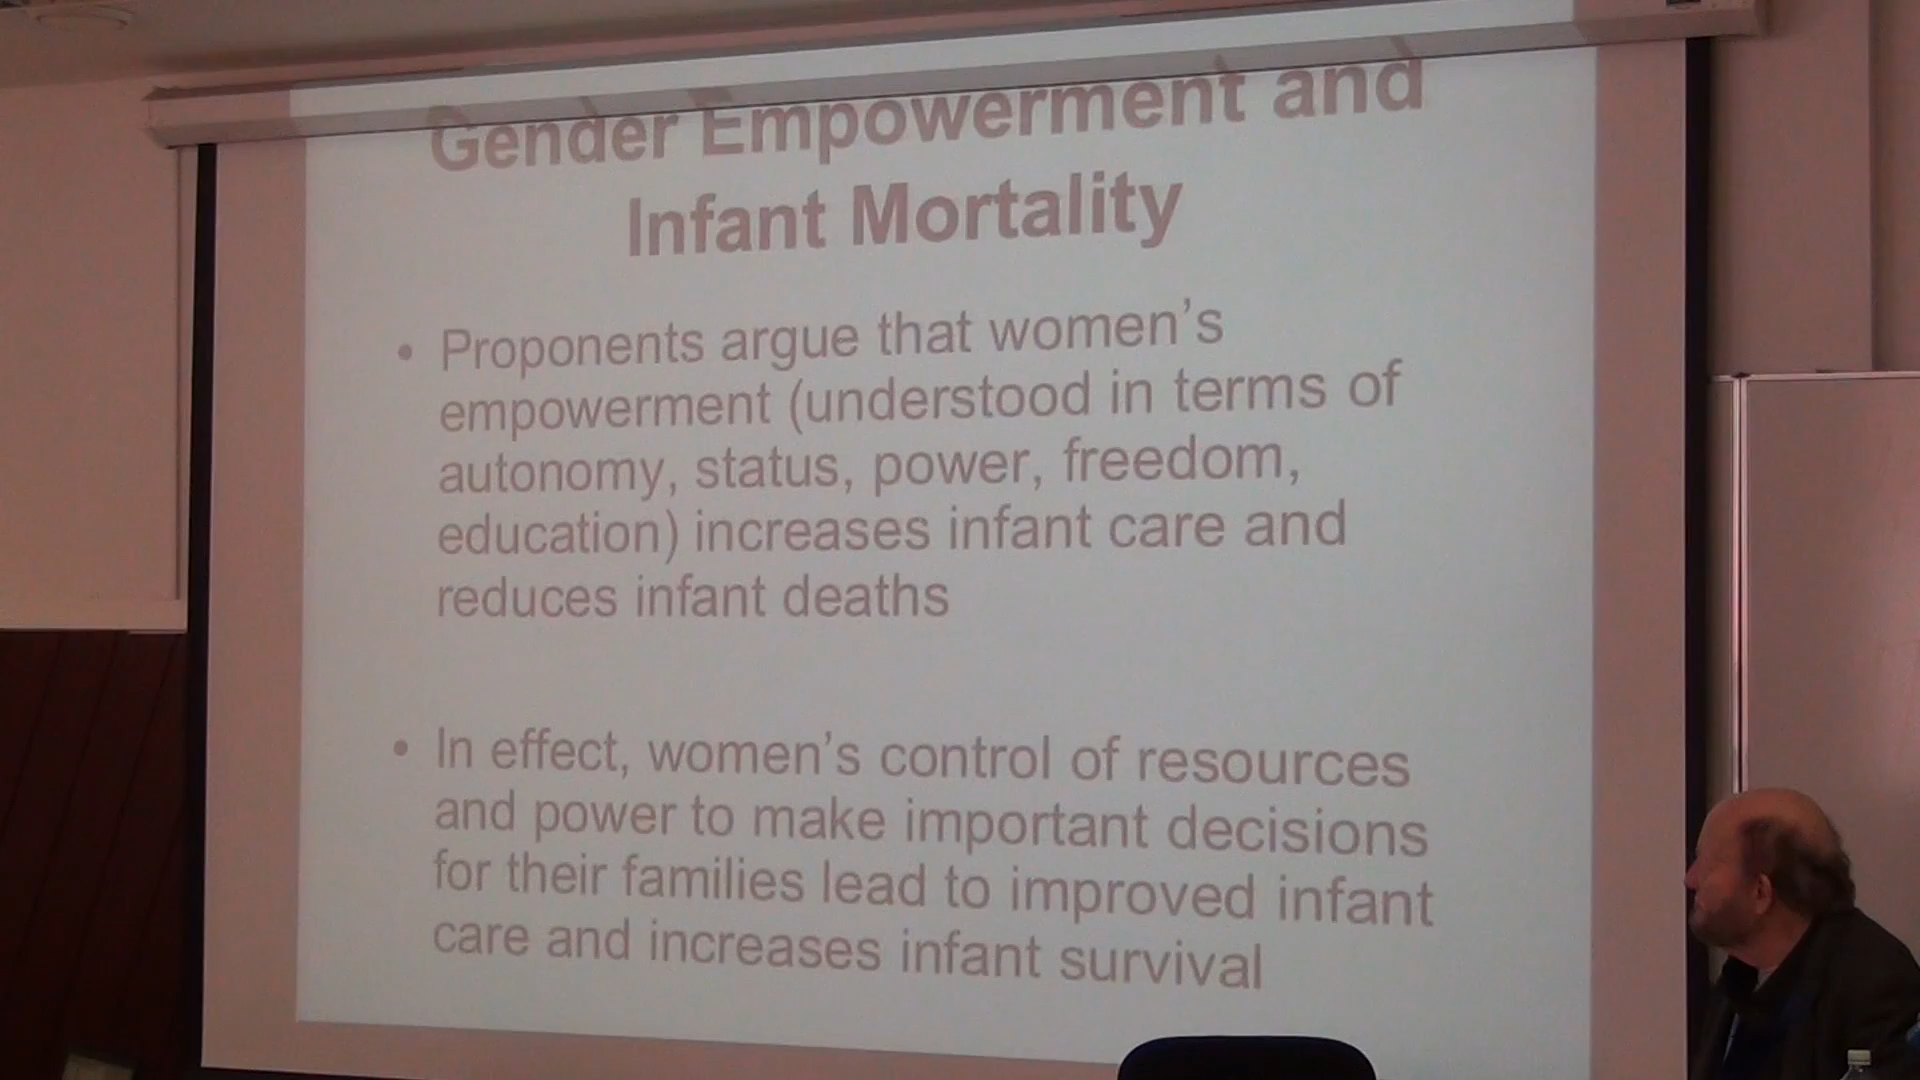 Gender Empowerment and
Infant Mortality
• Proponents argue that women’s
empowerment (understood in terms of
autonomy, status, power, freedom,
education) increases infant care and
reduces infant deaths
• In effect, women’s control of resources
and power to make important decisions
for their families lead to improved infant
care and increases infant survival